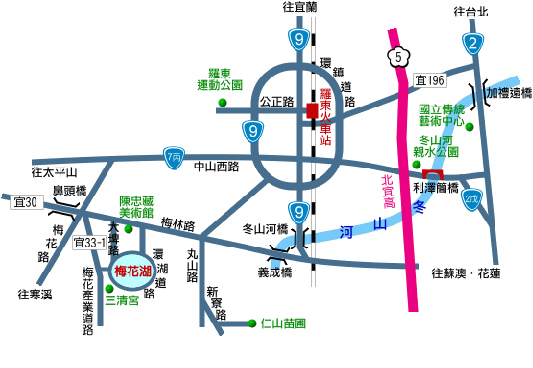 往宜蘭
往台北
9
2
5
羅東
運動公園
環鎮道路
宜196
公正路
羅東火車站
加禮遠橋
國立傳統
藝術中心
9
冬山河
親水公園
7丙
中山西路
往太平山
鼻頭橋
北宜高
利澤簡橋
宜30
陳忠藏
美術館
9
梅林路
冬山河橋
冬
山
河
梅花路
宜33-1
大埤路
梅花湖
環湖道路
丸山路
義成橋
往蘇澳‧花蓮
往寒溪
梅花產業道路
三清宮
新寮路
仁山苗圃